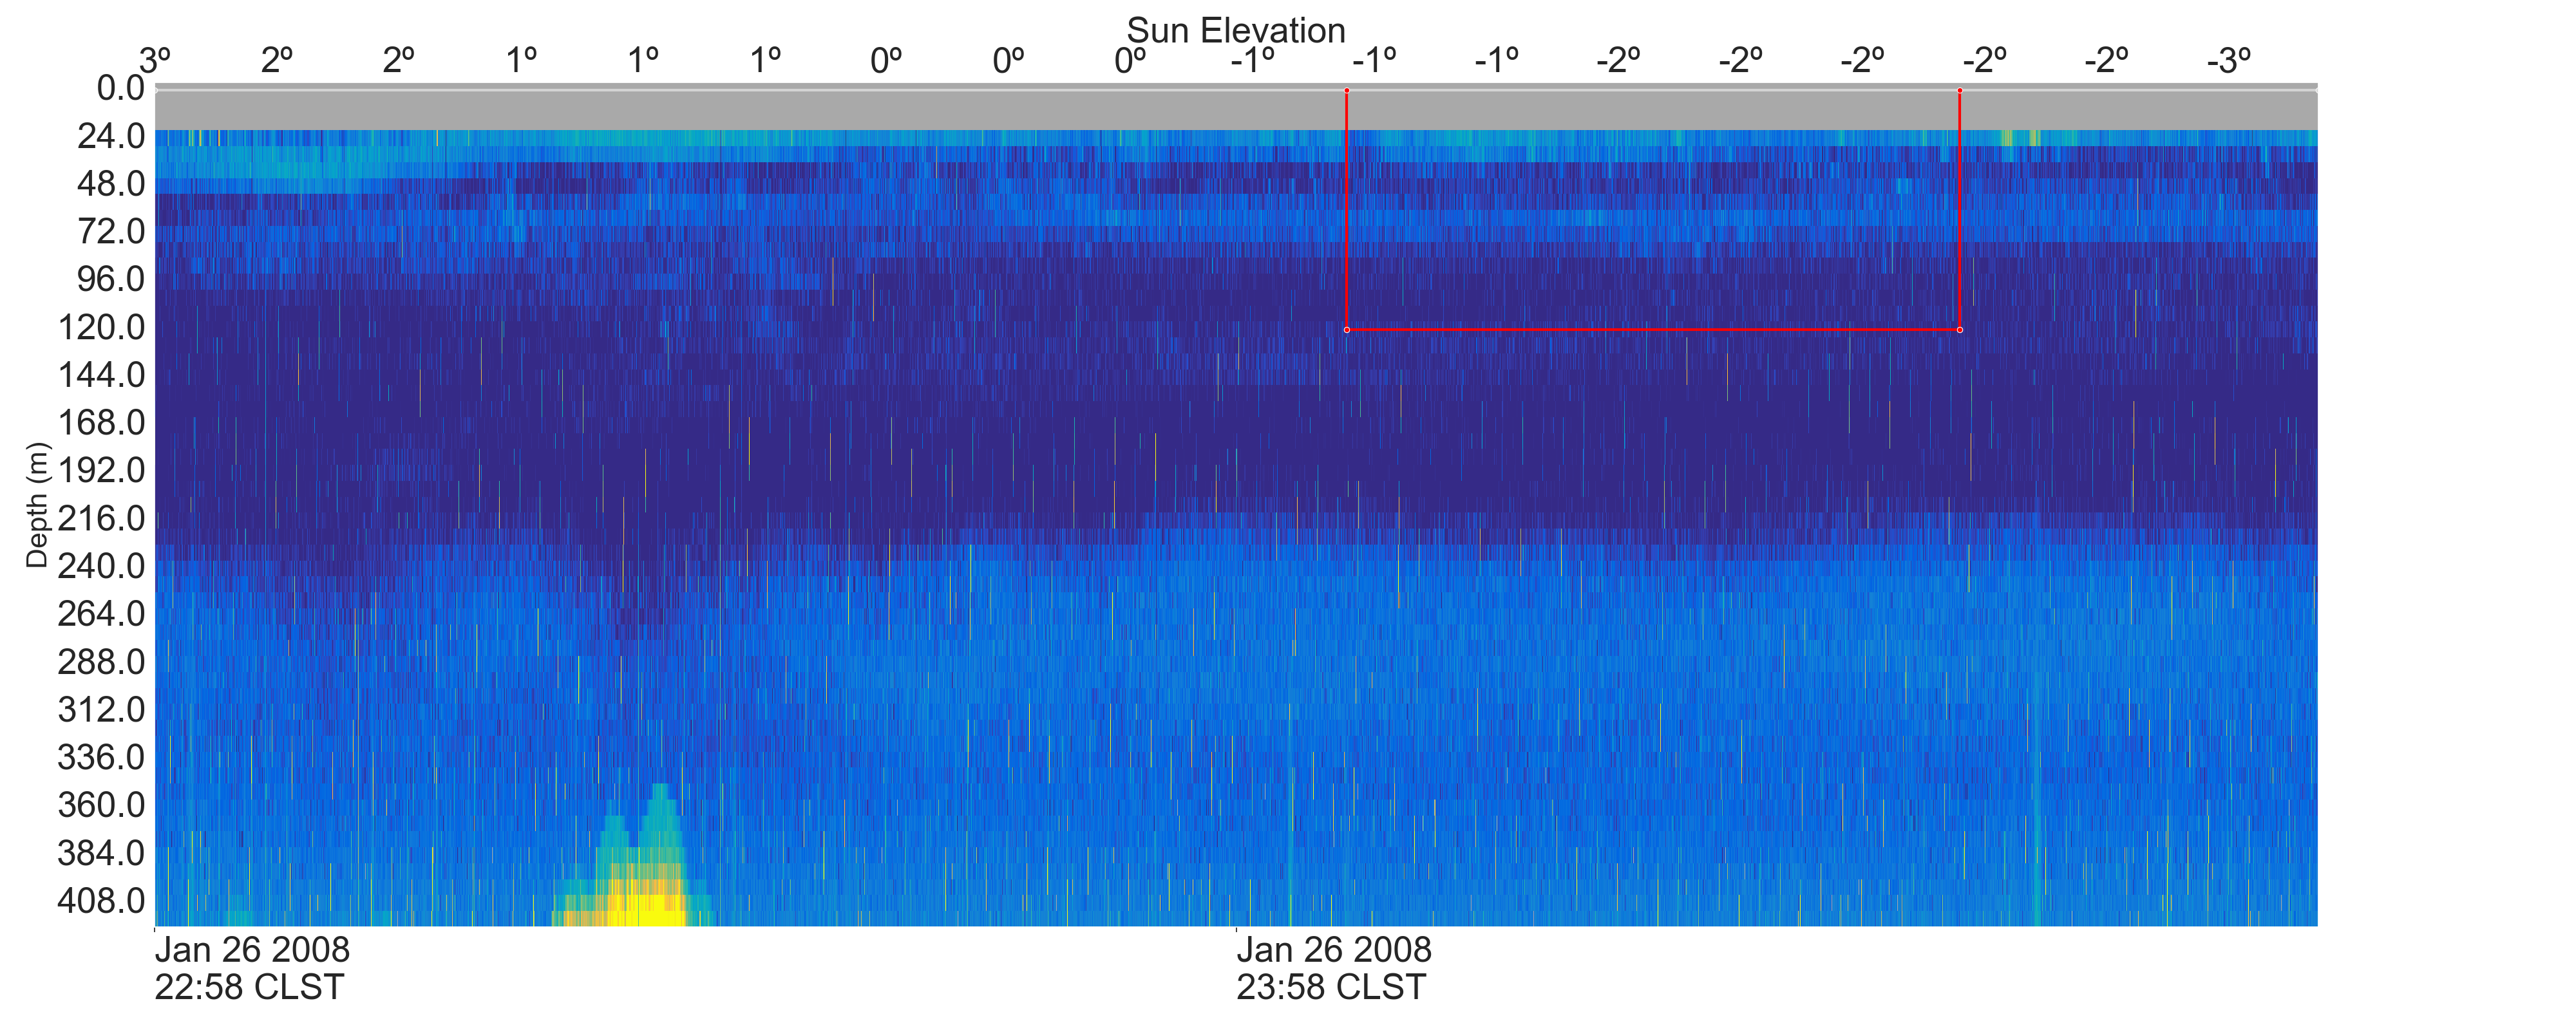 Sun Elevation
3º 2º 2º 1º 1º 1º 0º 0º 0º -1º -1º -1º -2º -2º -2º -2º -2º -3º
0.0
24.0
48.0
72.0
96.0
120.0
144.0
168.0
192.0
216.0
240.0
264.0
288.0
312.0
336.0
360.0
384.0
408.0
Depth (m)
Jan 26 2008
22:58 CLST
Jan 26 2008
23:58 CLST